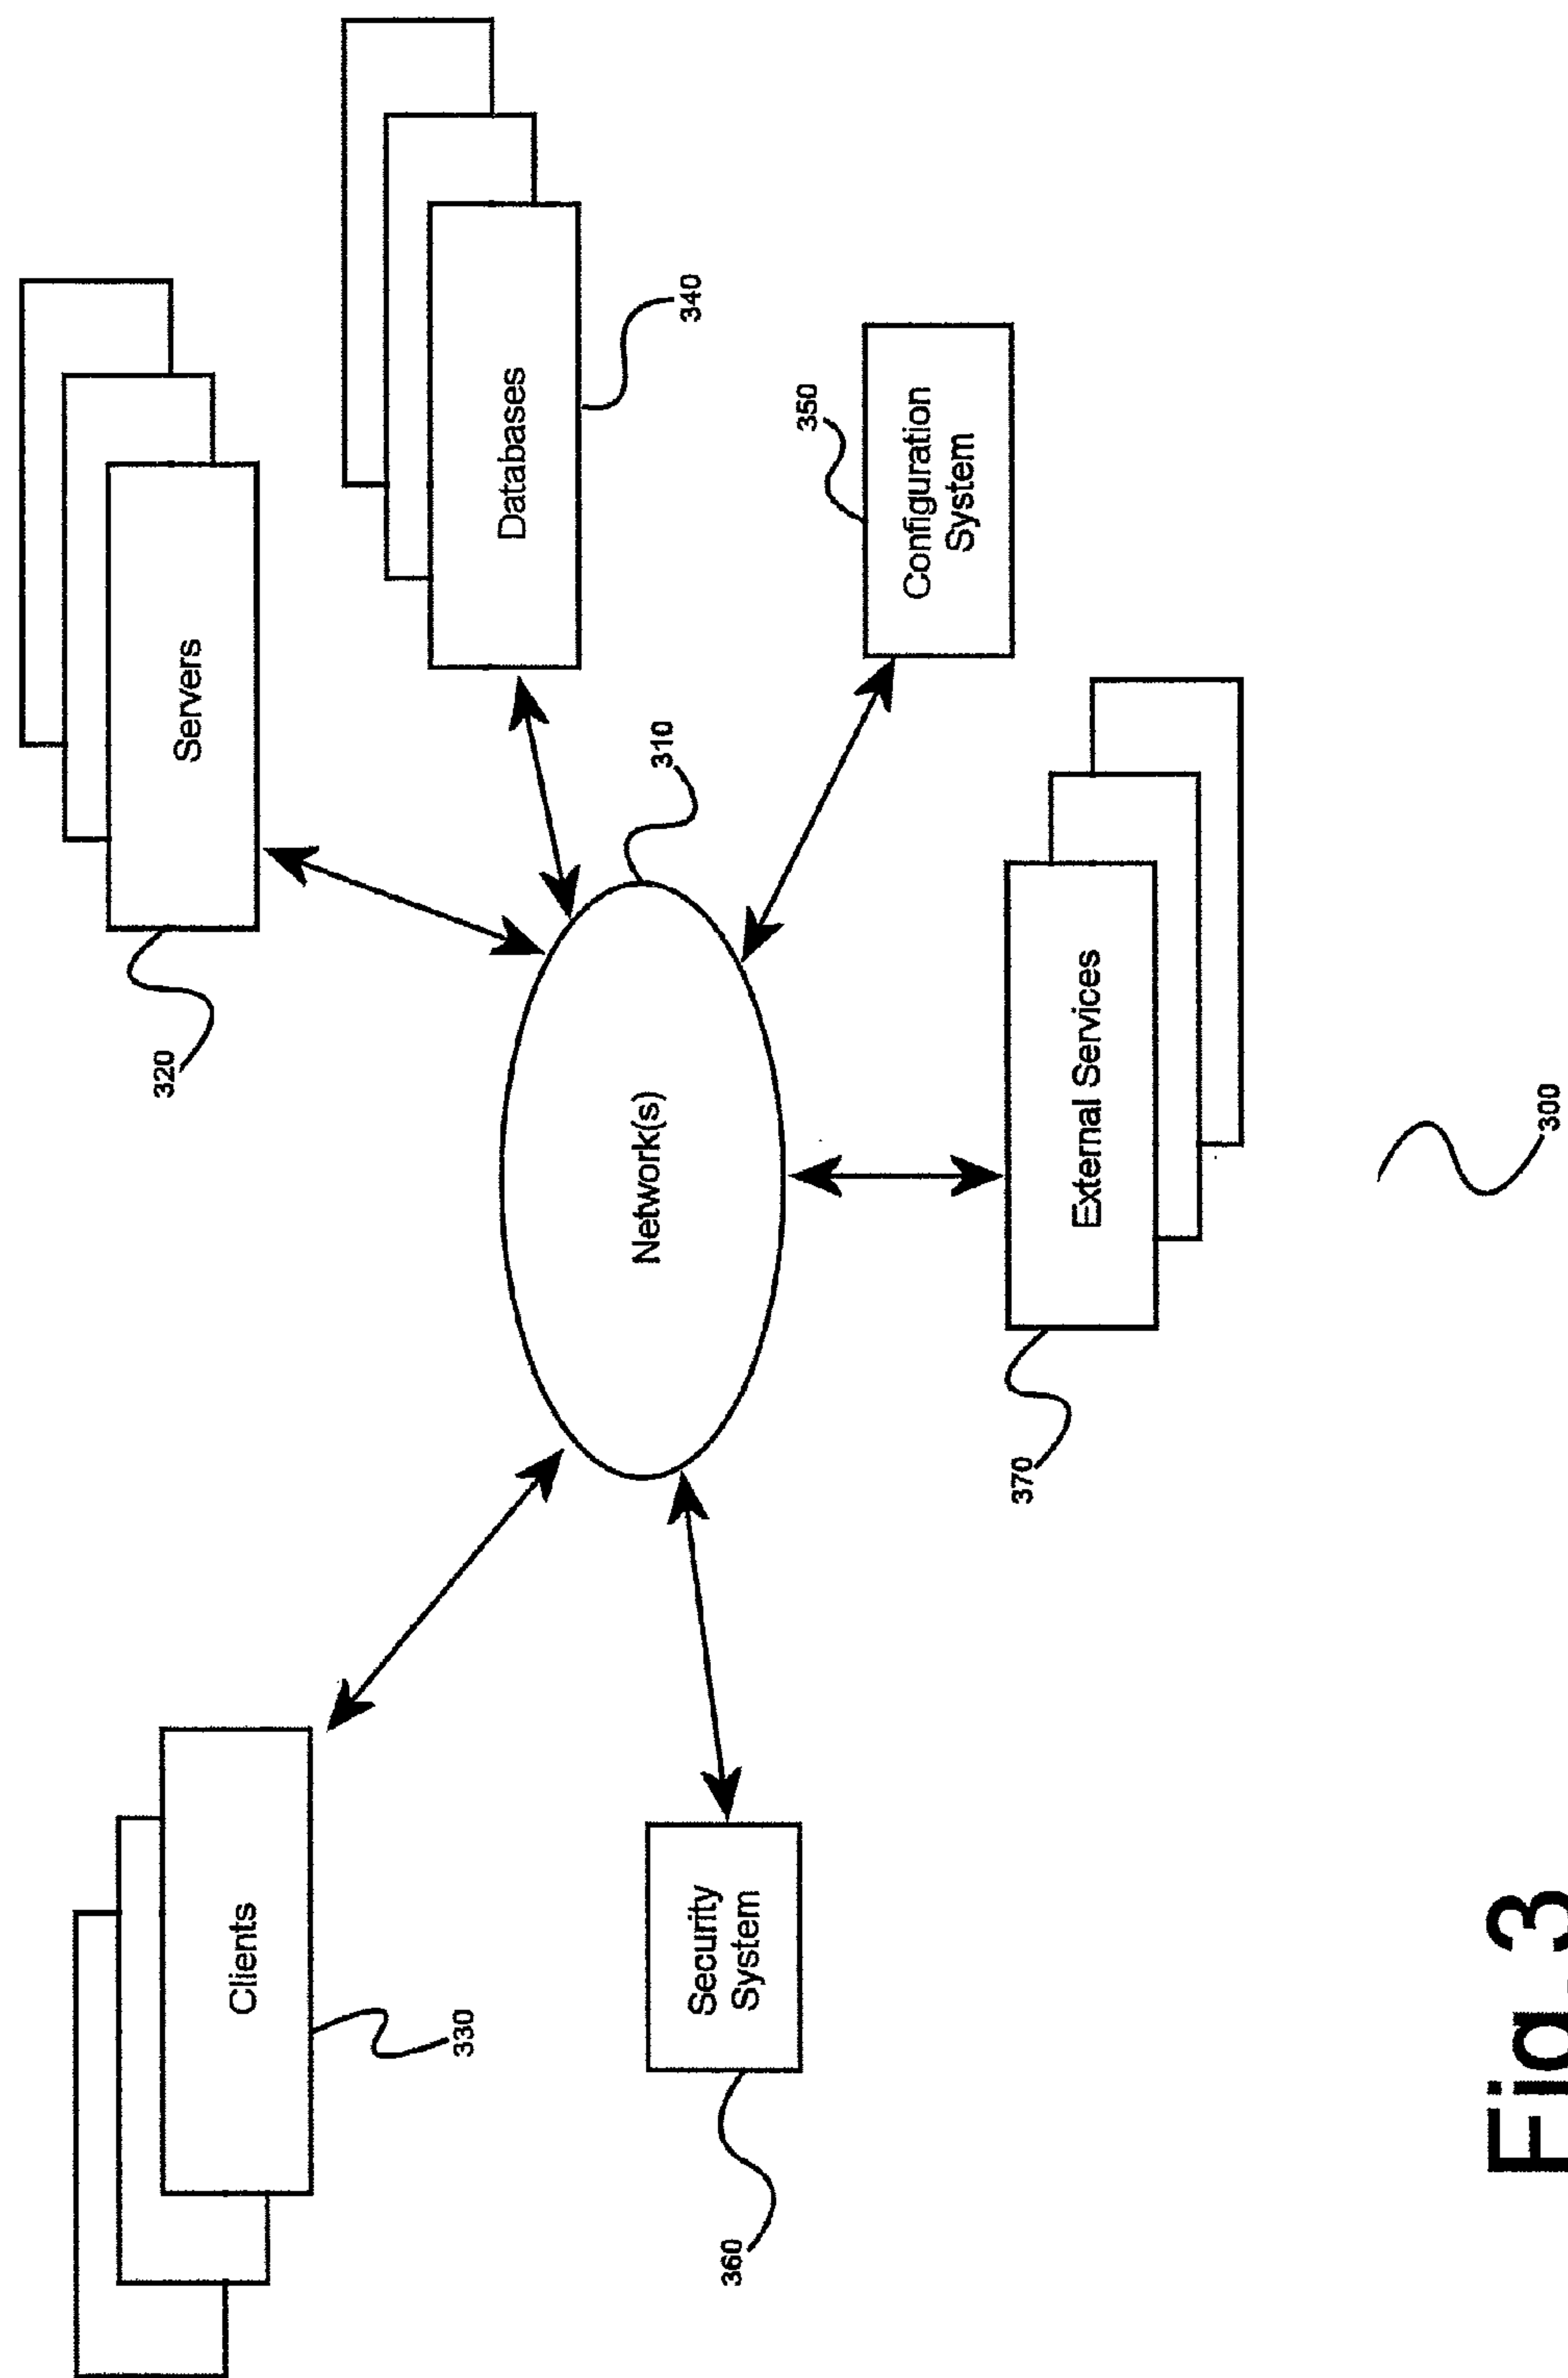 Servers
320
Clients
330
Databases
340
Network(s)
310
Security
System
360
350
Configuration
System
370
External Services
300
Fig. 3